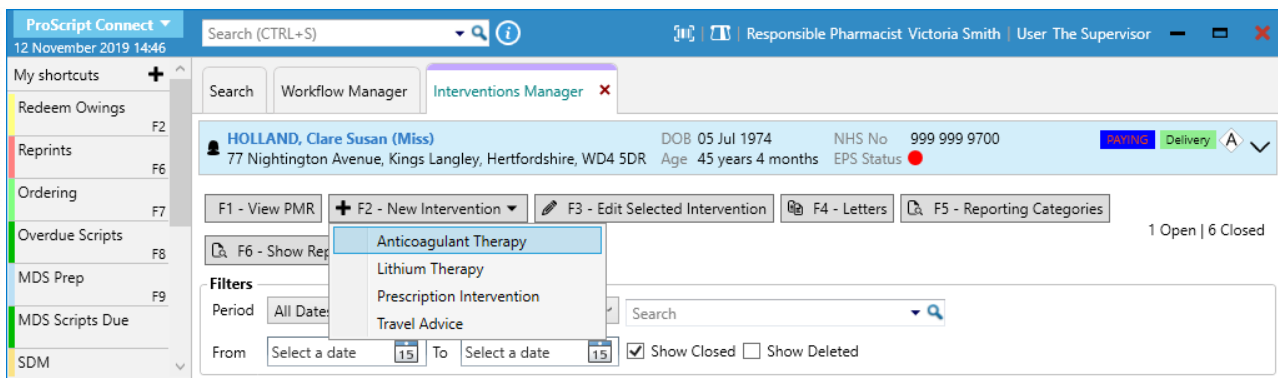 ProScript Connect
12 November 2019 14:46
Search (CTRL+S)
Responsible Pharmacist Victoria Smith | User The Supervisor
My shortcuts
Redeem Owings
F2
Reprints
F6
Ordering
F7
Overdue Scripts
F8
MDS Prep
F9
MDS Scripts Due
SDM
Search
Workflow Manager
Interventions Manager
HOLLAND, Clare Susan (Miss)
DOB 05 Jul 1974
NHS No 999 999 9700
77 Nightington Avenue, Kings Langley, Hertfordshire, WD4 5DR
Age 45 years 4 months
EPS Status
PAYING
Delivery
A
F1 - View PMR
F2 - New Intervention
F3 - Edit Selected Intervention
F4 - Letters
F5 - Reporting Categories
1 Open | 6 Closed
F6 - Show Rep
Anticoagulant Therapy
Lithium Therapy
Prescription Intervention
Travel Advice
Filters
Period
All Dates
Search
From
Select a date
15
To
Select a date
15
Show Closed
Show Deleted